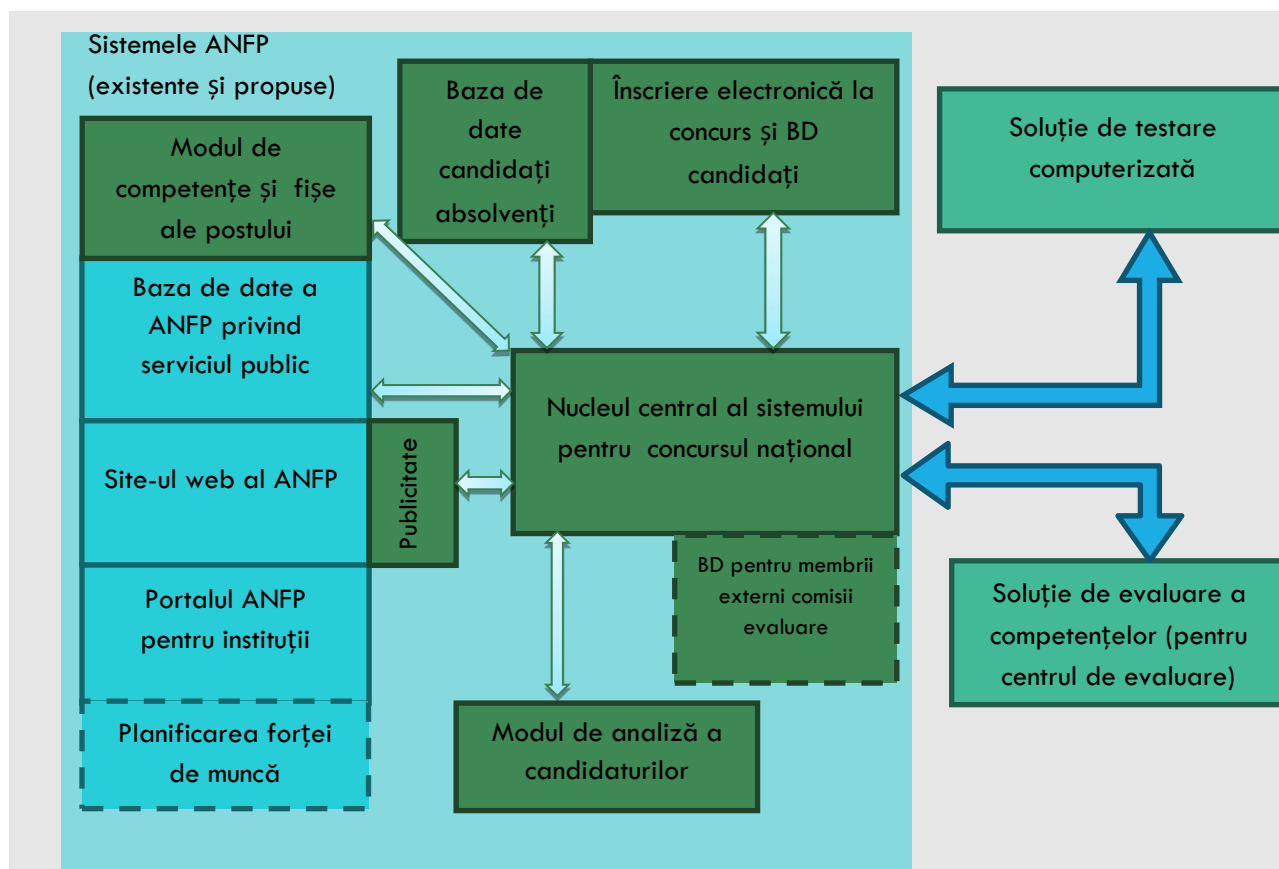 Sistemele ANFP
(existente și propuse)
Modul de
competențe și fișe
ale postului
Baza de date a
ANFP privind
serviciul public
Site-ul web al ANFP
Publicitate
Portalul ANFP
pentru instituții
Planificarea forței
de muncă
Baza de
date
candidați
absolvenți
Înscriere electronică la
concurs și BD
candidați
Nucleul central al sistemului
pentru concursul național
BD pentru membrii
externi comisii
evaluare
Modul de analiză a
candidaturilor
Soluție de testare
computerizată
Soluție de evaluare a
competențelor (pentru
centrul de evaluare)